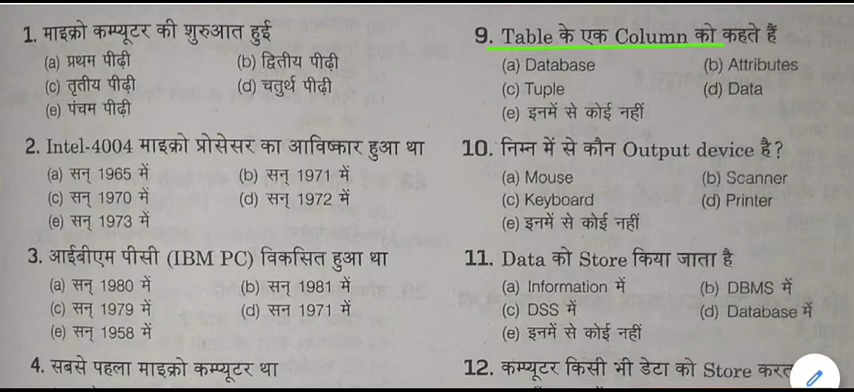 1. माइक्रो कम्प्यूटर की शुरुआत हुई
(a) प्रथम पीढ़ी (b) द्वितीय पीढ़ी
(c) तृतीय पीढ़ी (d) चतुर्थ पीढ़ी
(e) पंचम पीढ़ी
2. Intel-4004 माइक्रो प्रोसेसर का आविष्कार हुआ था
(a) सन् 1965 में (b) सन् 1971 में
(c) सन् 1970 में (d) सन् 1972 में
(e) सन् 1973 में
3. आईबीएम पीसी (IBM PC) विकसित हुआ था
(a) सन् 1980 में (b) सन् 1981 में
(c) सन् 1979 में (d) सन 1971 में
(e) सन् 1958 में
4. सबसे पहला माइक्रो कम्प्यूटर था
9. Table के एक Column को कहते हैं
(a) Database (b) Attributes
(c) Tuple (d) Data
(e) इनमें से कोई नहीं
10. निम्न में से कौन Output device है?
(a) Mouse (b) Scanner
(c) Keyboard (d) Printer
(e) इनमें से कोई नहीं
11. Data को Store किया जाता है
(a) Information में (b) DBMS में
(c) DSS में (d) Database में
(e) इनमें से कोई नहीं
12. कम्प्यूटर किसी भी डेटा को Store